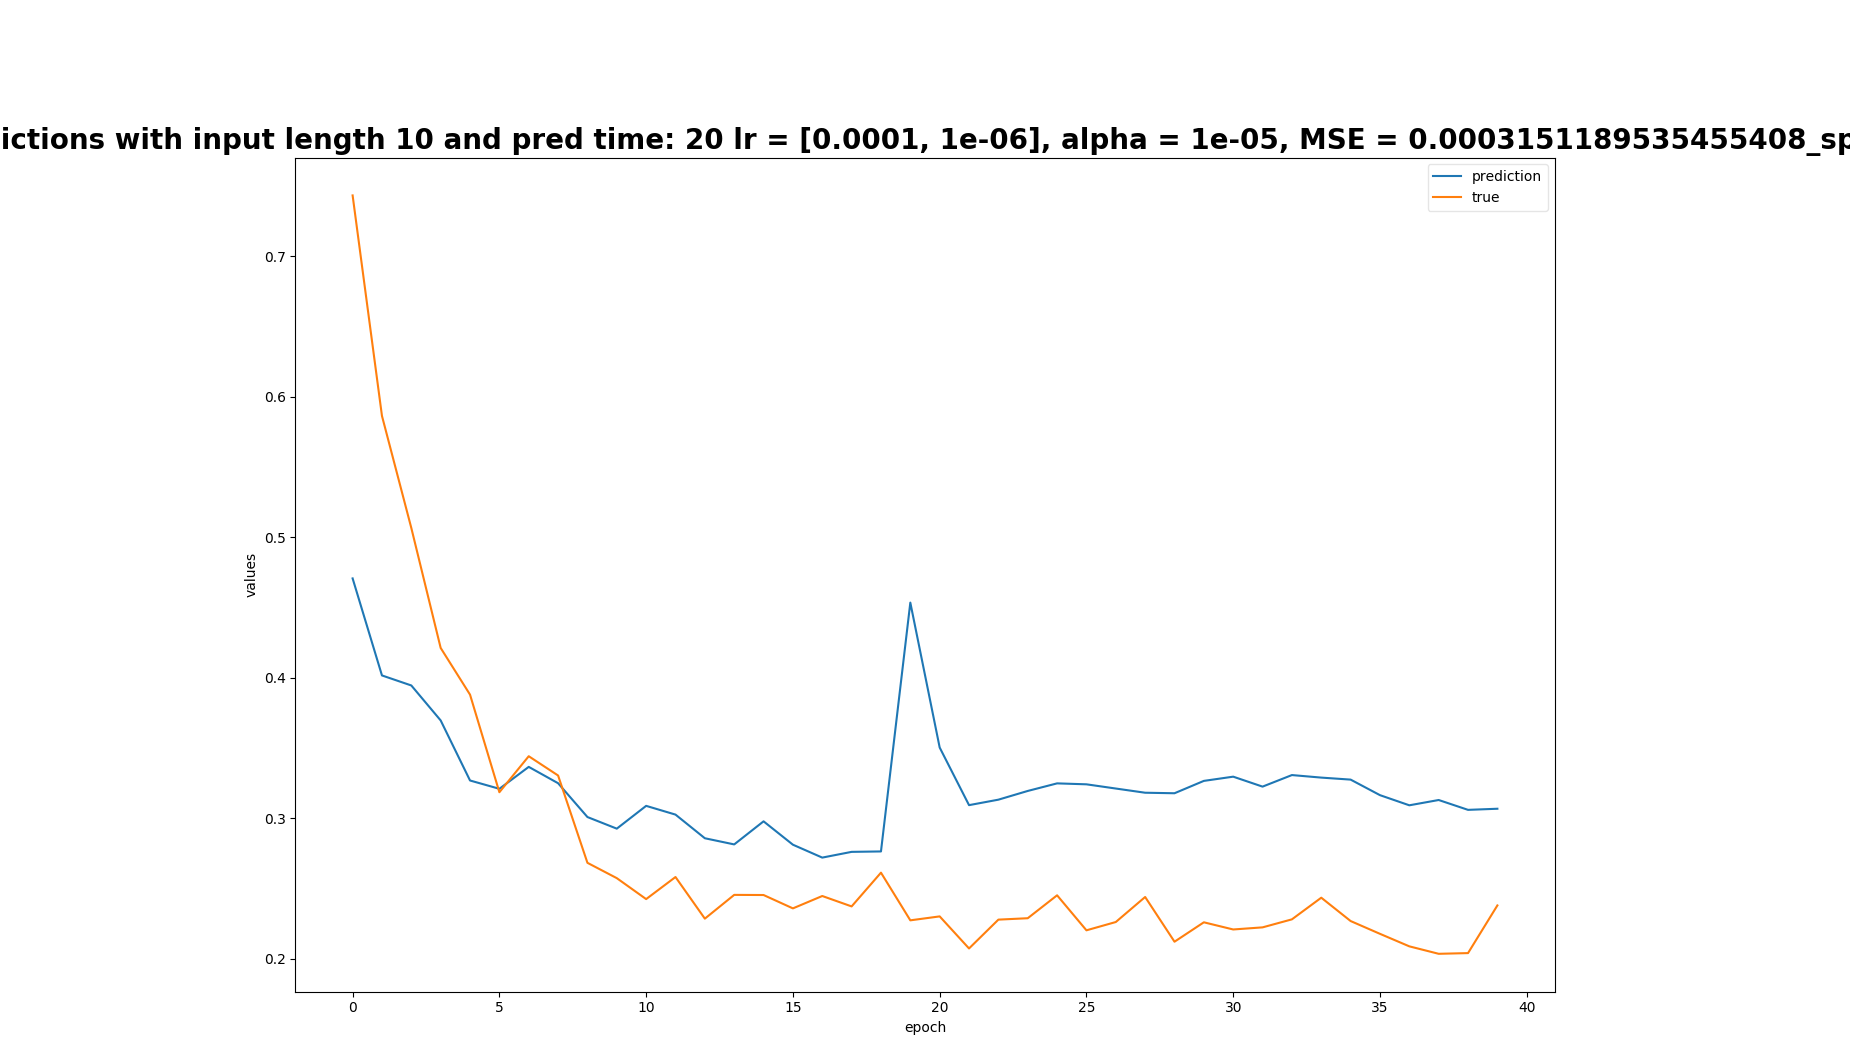 ictions with input length 10 and pred time: 20 lr = [0.0001, 1e-06], alpha = 1e-05, MSE = 0.0003151189535455408_sp
prediction
true
0.7
0.6
0.5
0.4
0.3
0.2
values
0 5 10 15 20 25 30 35 40
epoch